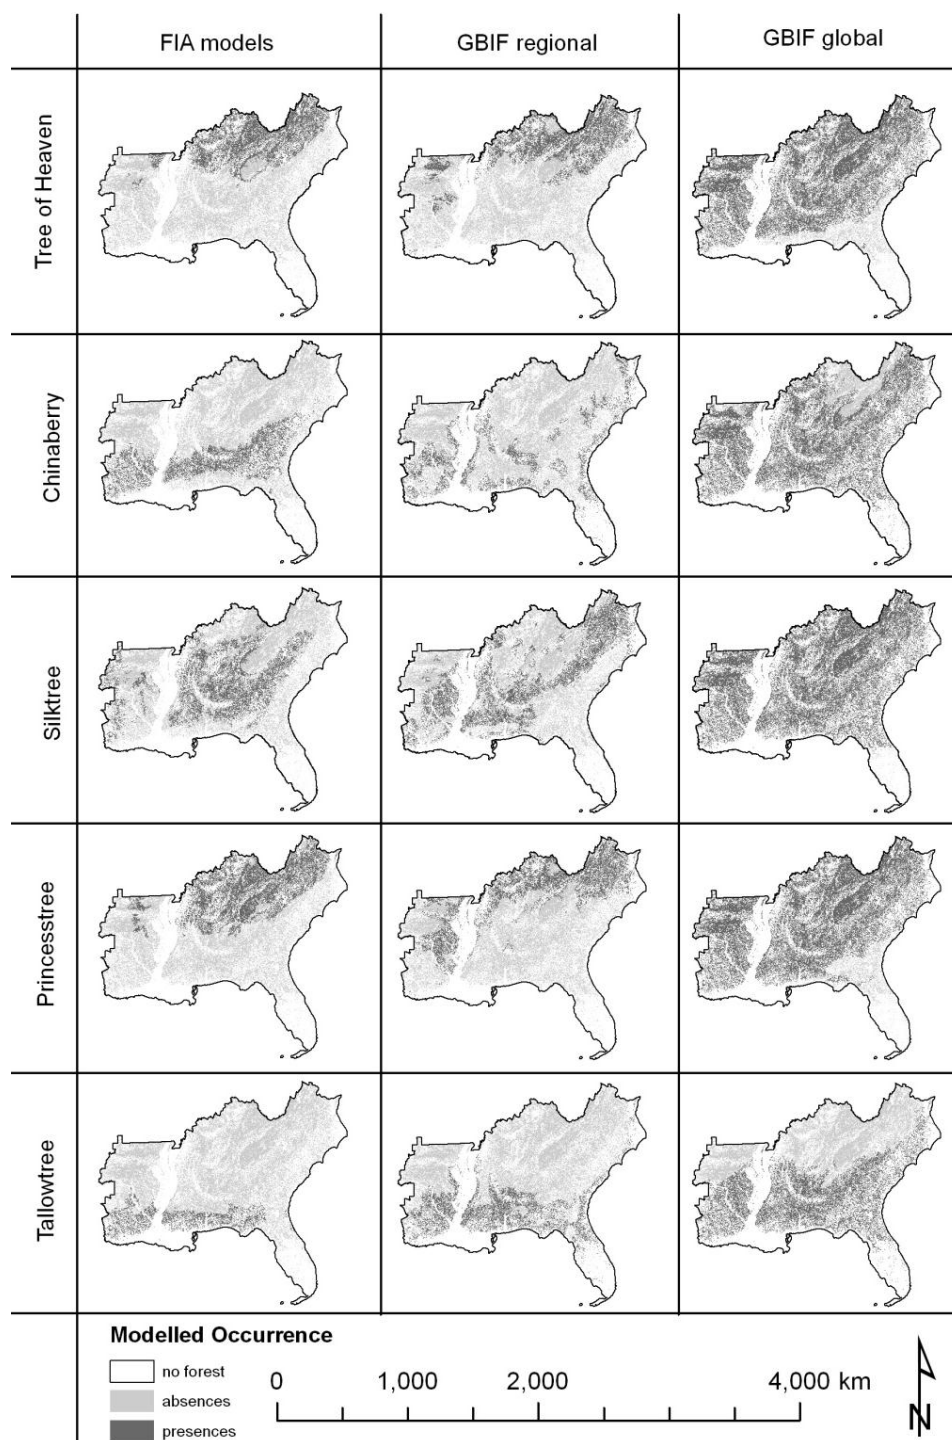 FIA models
GBIF regional
GBIF global
Tree of Heaven
Chinaberry
Silktree
Princesstree
Tallowtree
Modelled Occurrence
no forest
absences
presences
0 1,000 2,000 4,000 km
N